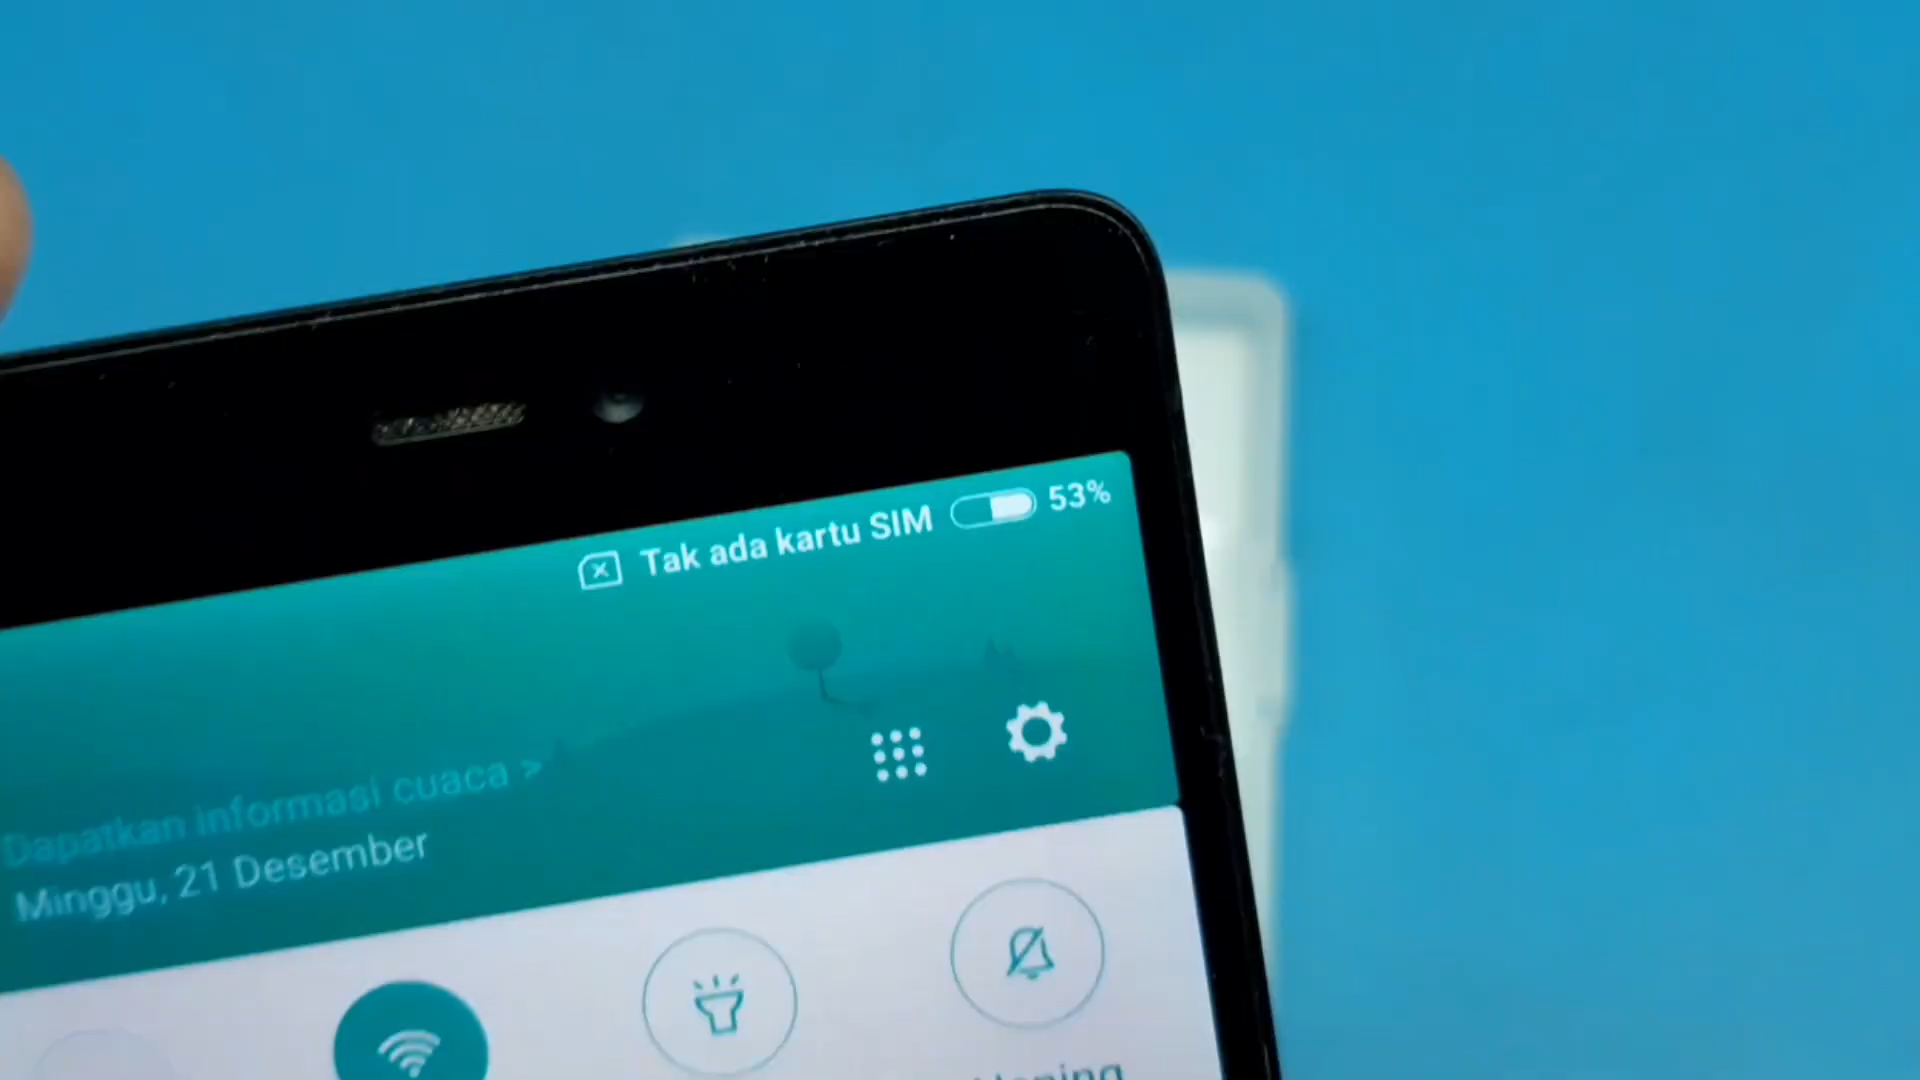 Tak ada kartu SIM 53%
Dapatkan informasi cuaca >
Minggu, 21 Desember